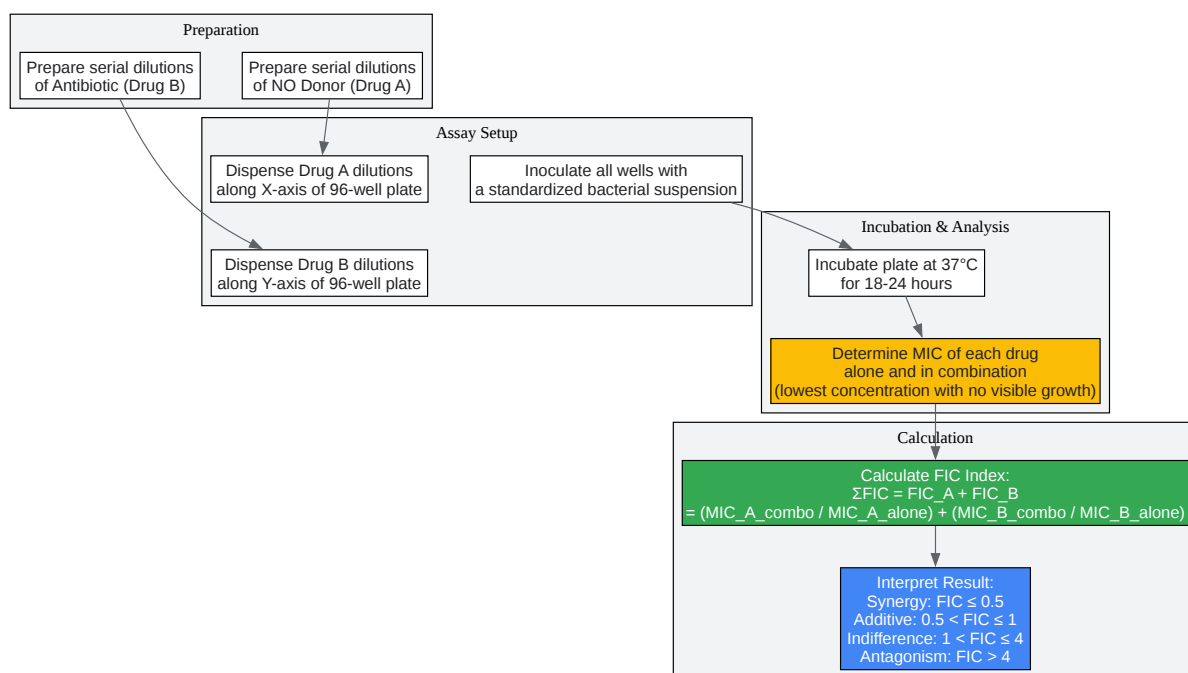 Preparation
Prepare serial dilutions
of Antibiotic (Drug B)
Prepare serial dilutions
of NO Donor (Drug A)
Assay Setup
Dispense Drug A dilutions
along X-axis of 96-well plate
Inoculate all wells with
a standardized bacterial suspension
Dispense Drug B dilutions
along Y-axis of 96-well plate
Incubation & Analysis
Incubate plate at 37°C
for 18-24 hours
Determine MIC of each drug
alone and in combination
(lowest concentration with no visible growth)
Calculation
Calculate FIC Index:
ΣFIC = FIC_A + FIC_B
= (MIC_A_combo / MIC_A_alone) + (MIC_B_combo / MIC_B_alone)
Interpret Result:
Synergy: FIC ≤ 0.5
Additive: 0.5 < FIC ≤ 1
Indifference: 1 < FIC ≤ 4
Antagonism: FIC > 4